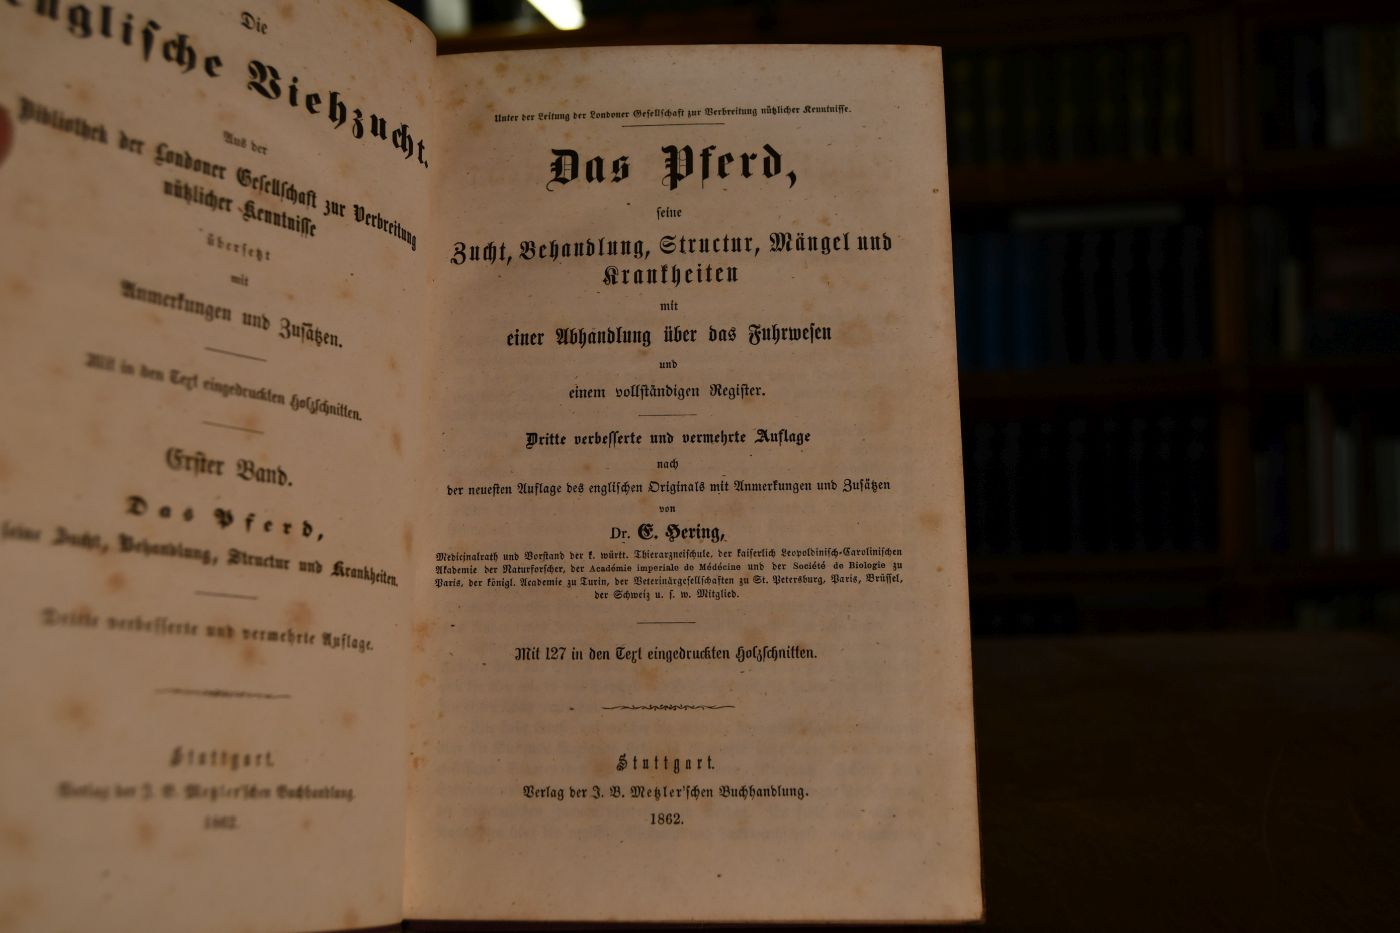 Die
englische Viehzucht.
Aus der
Bibliothek der Londoner Gesellschaft zur Verbreitung
nützlicher Kenntnisse
übersetzt
mit
Anmerkungen und Zusätzen.
Mit in den Text eingedruckten Holzschnitten.
Erster Band.
Das Pferd,
seine Zucht, Behandlung, Structur und Krankheiten.
Dritte verbesserte und vermehrte Auflage.
Stuttgart.
Verlag der J. B. Metzler'schen Buchhandlung.
1862.
Unter der Leitung der Londoner Gesellschaft zur Verbreitung nützlicher Kenntnisse.
Das Pferd,
seine
Zucht, Behandlung, Structur, Mängel und
Krankheiten
mit
einer Abhandlung über das Fuhrwesen
und
einem vollständigen Register.
Dritte verbesserte und vermehrte Auflage
nach
der neuesten Auflage des englischen Originals mit Anmerkungen und Zusätzen
von
Dr. E. Hering,
Medicinalrath und Vorstand der k. württ. Thierarzneischule, der kaiserlich Leopoldinisch-Carolinischen
Akademie der Naturforscher, der Académie imperiale de Médécine und der Société de Biologie zu
Paris, der königl. Academie zu Turin, der Veterinärgesellschaften zu St. Petersburg, Paris, Brüssel,
der Schweiz u. s. w. Mitglied.
Mit 127 in den Text eingedruckten Holzschnitten.
Stuttgart.
Verlag der J. B. Metzler'schen Buchhandlung.
1862.